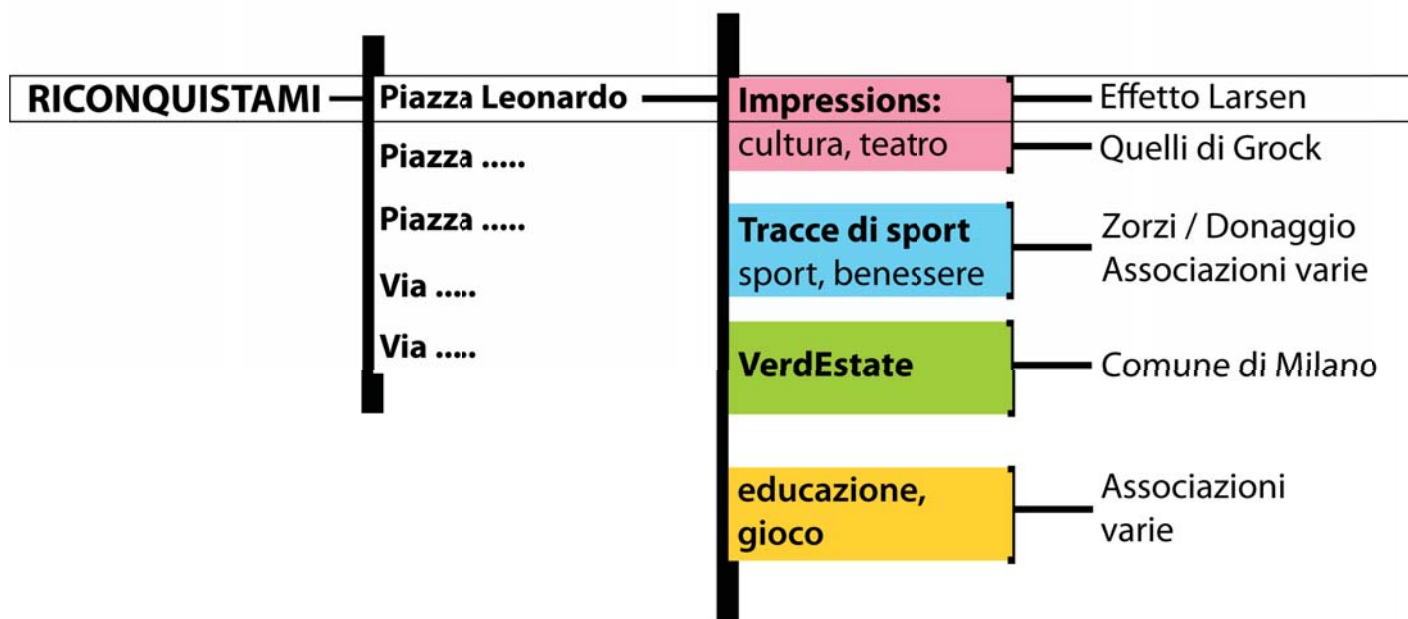 RICONQUISTAMI
Piazza Leonardo
Piazza .....
Piazza .....
Via .....
Via .....
Impressions:
cultura, teatro
Tracce di sport
sport, benessere
VerdEstate
educazione,
gioco
Effetto Larsen
Quelli di Grock
Zorzi / Donaggio
Associazioni varie
Comune di Milano
Associazioni
varie